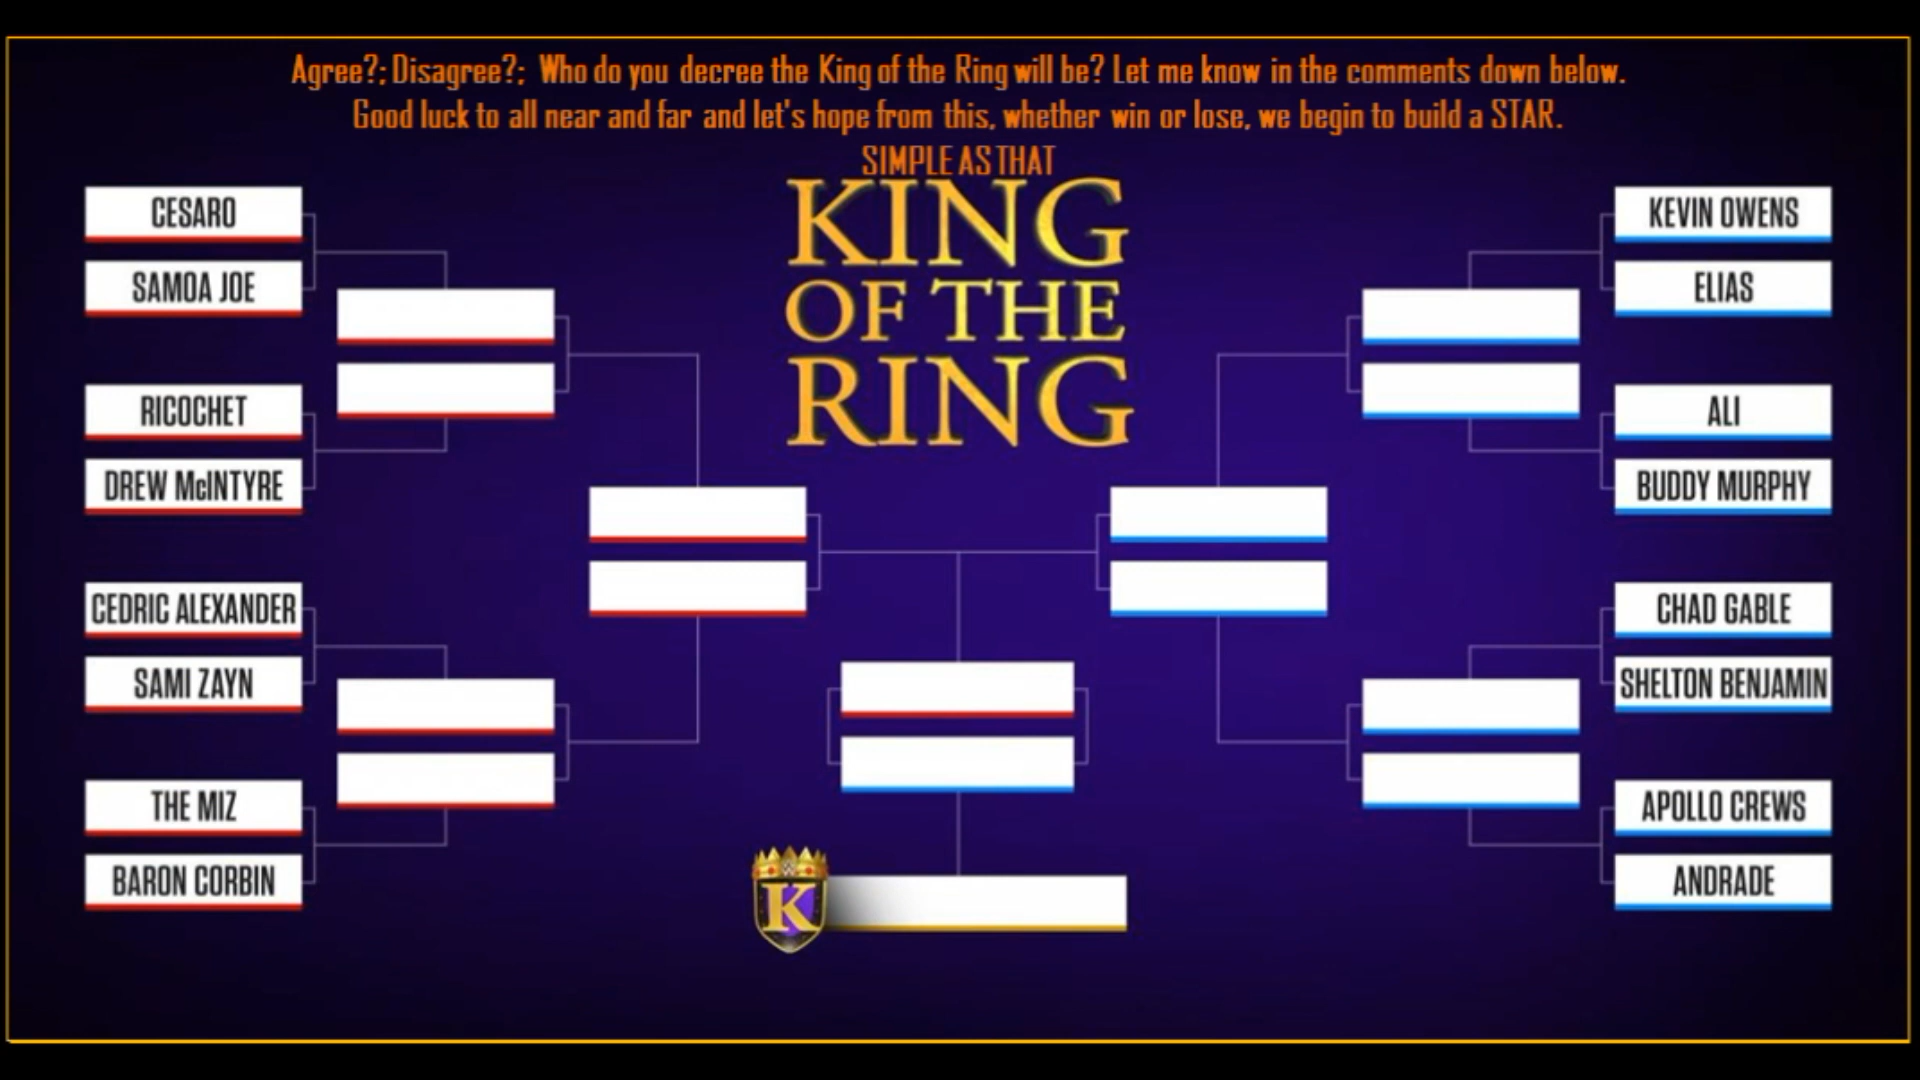 Agree?; Disagree?; Who do you decree the King of the Ring will be? Let me know in the comments down below.
Good luck to all near and far and let's hope from this, whether win or lose, we begin to build a STAR.
SIMPLE AS THAT
KING
OF THE
RING
CESARO
SAMOA JOE
RICOCHET
DREW McINTYRE
CEDRIC ALEXANDER
SAMI ZAYN
THE MIZ
BARON CORBIN
KEVIN OWENS
ELIAS
ALI
BUDDY MURPHY
CHAD GABLE
SHELTON BENJAMIN
APOLLO CREWS
ANDRADE
K